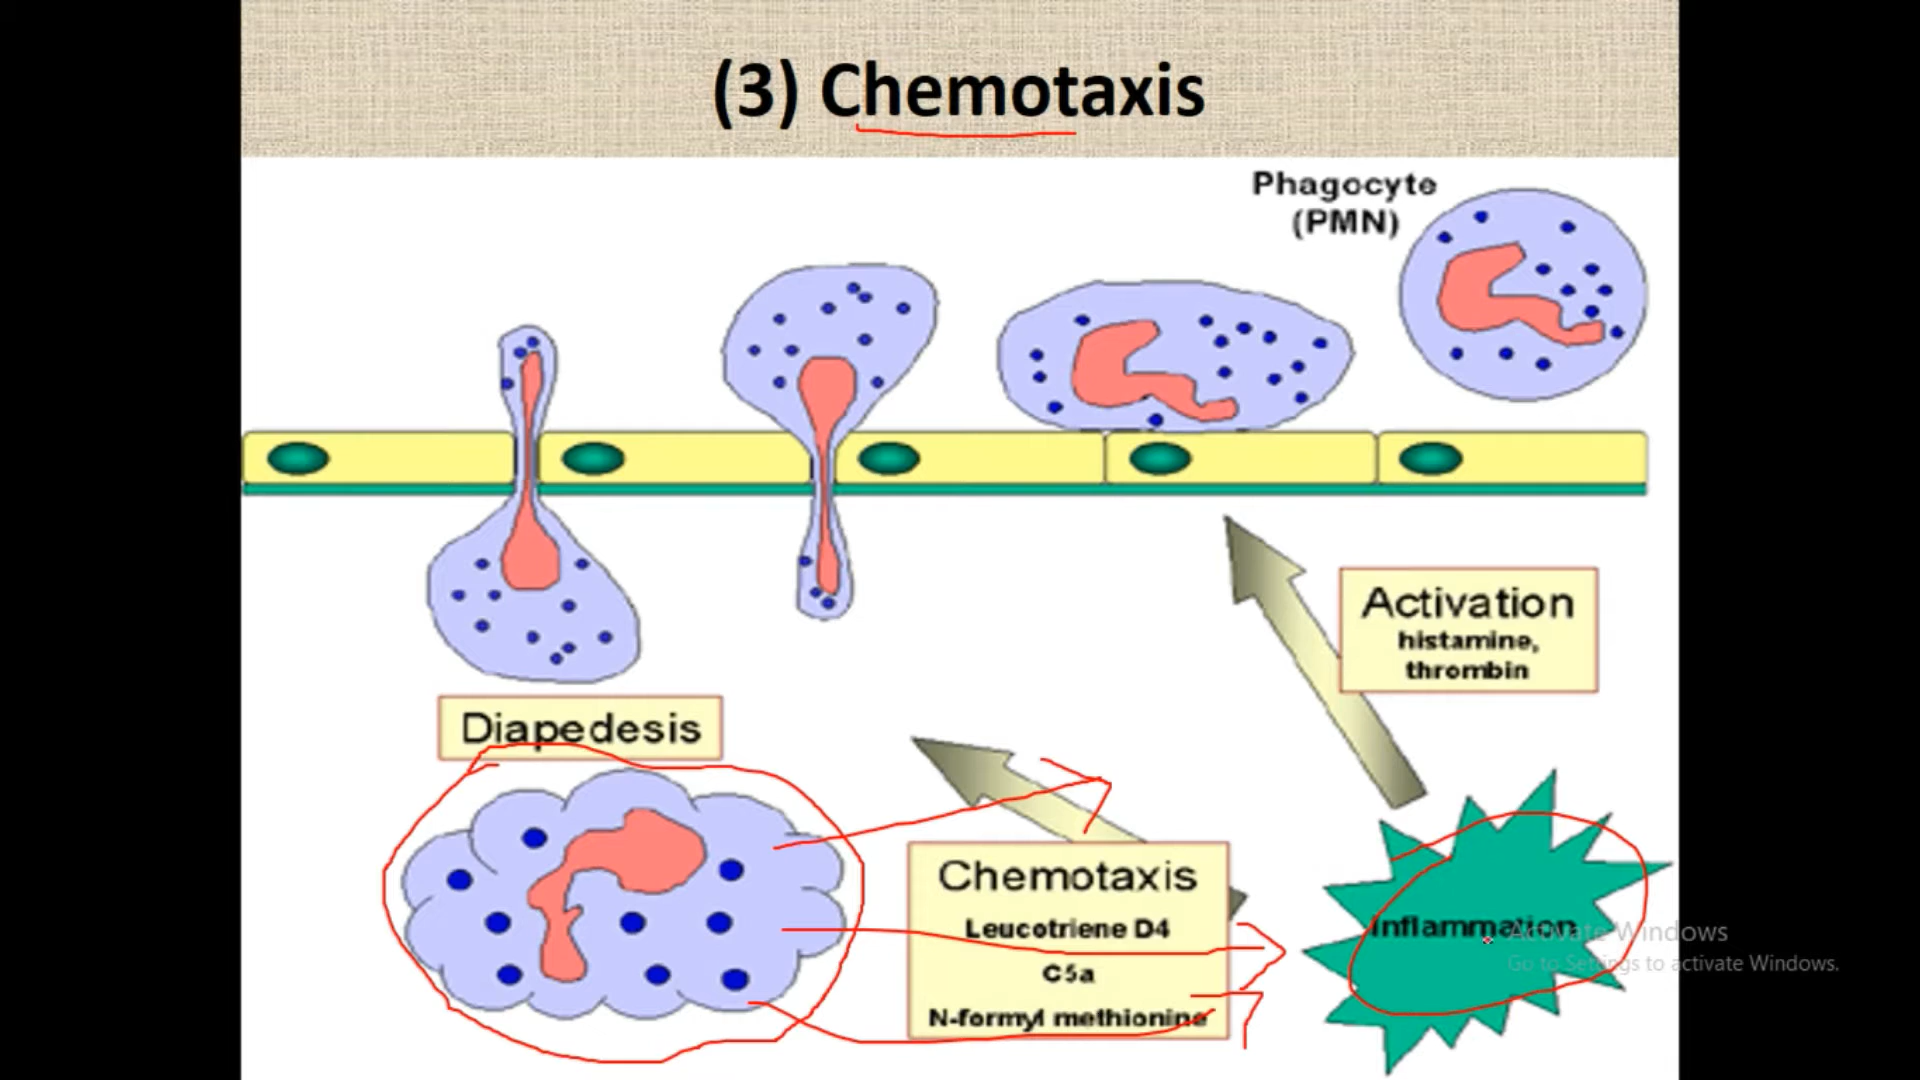 (3) Chemotaxis
Phagocyte
(PMN)
Activation
histamine,
thrombin
Diapedesis
Chemotaxis
Leucotriene D4
C5a
N-formyl methionine
Inflammation
Activate Windows
Go to Settings to activate Windows.